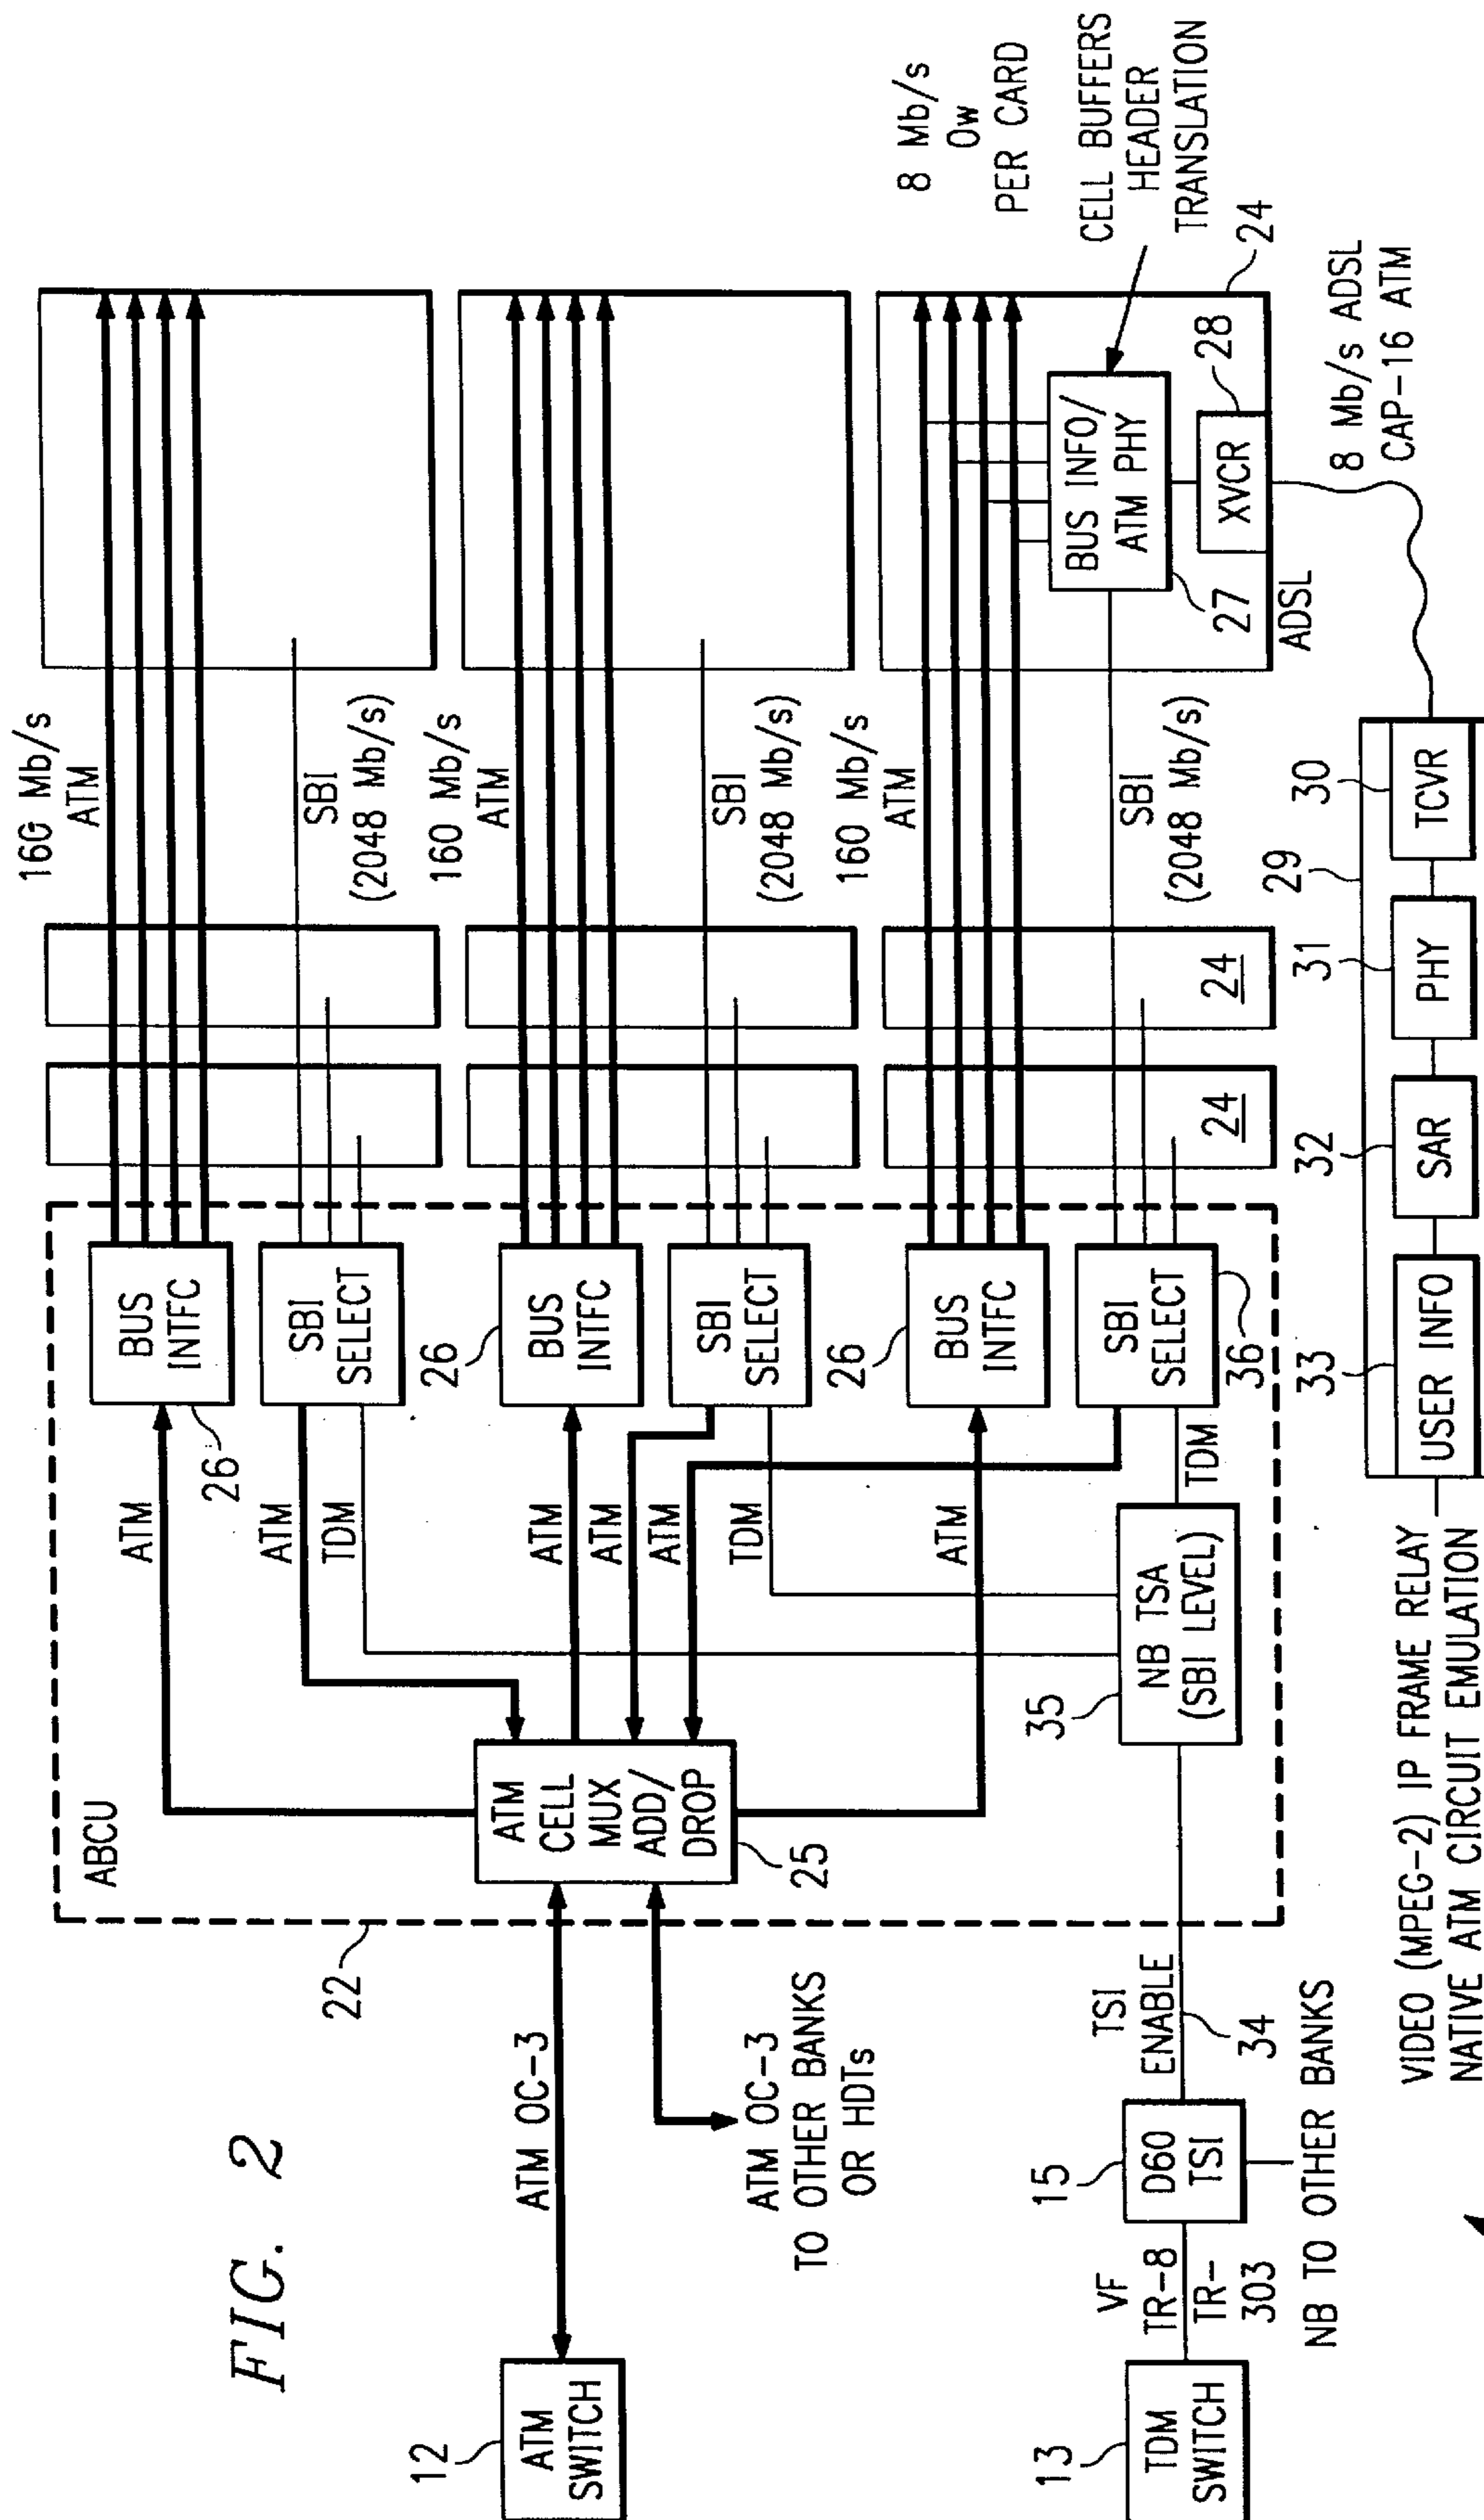 FIG. 2
12
ATM
SWITCH
ATM OC-3
ATM OC-3
TO OTHER BANKS
OR HDTs
13
TDM
SWITCH
VF
TR-8
TR-
303
15
D60
TSI
NB TO OTHER BANKS
TSI
ENABLE
34
22
ABCU
ATM
CELL
MUX
ADD/
DROP
25
ATM
ATM
TDM
ATM
ATM
ATM
TDM
ATM
TDM
35
NB TSA
(SBI LEVEL)
BUS
INTFC
26
SBI
SELECT
26
BUS
INTFC
SBI
SELECT
26
BUS
INTFC
SBI
SELECT
36
24
24
160 Mb/s
ATM
SBI
(2048 Mb/s)
160 Mb/s
ATM
SBI
(2048 Mb/s)
160 Mb/s
ATM
SBI
(2048 Mb/s)
BUS INFO/
ATM PHY
27
XVCR
28
ADSL
24
8 Mb/s
Ow
PER CARD
CELL BUFFERS
HEADER
TRANSLATION
8 Mb/s ADSL
CAP-16 ATM
29
33
USER INFO
32
SAR
31
PHY
30
TCVR
VIDEO (MPEG-2) IP FRAME RELAY
NATIVE ATM CIRCUIT EMULATION